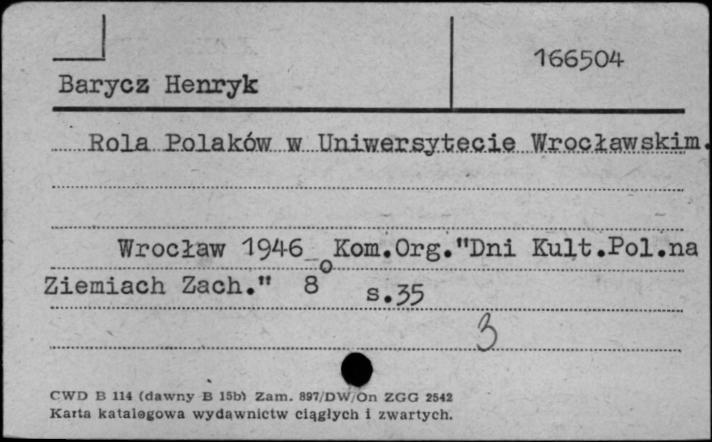 166504
Barycz Henryk
Rola Polaków w Uniwersytecie Wrocławskim.
Wrocław 1946 Kom.Org."Dni Kult.Pol.na
Ziemiach Zach." 8o s.35
3
CWD B 114 (dawny B 15b) Zam. 897/DW/On ZGG 2542
Karta katalogowa wydawnictw ciągłych i zwartych.